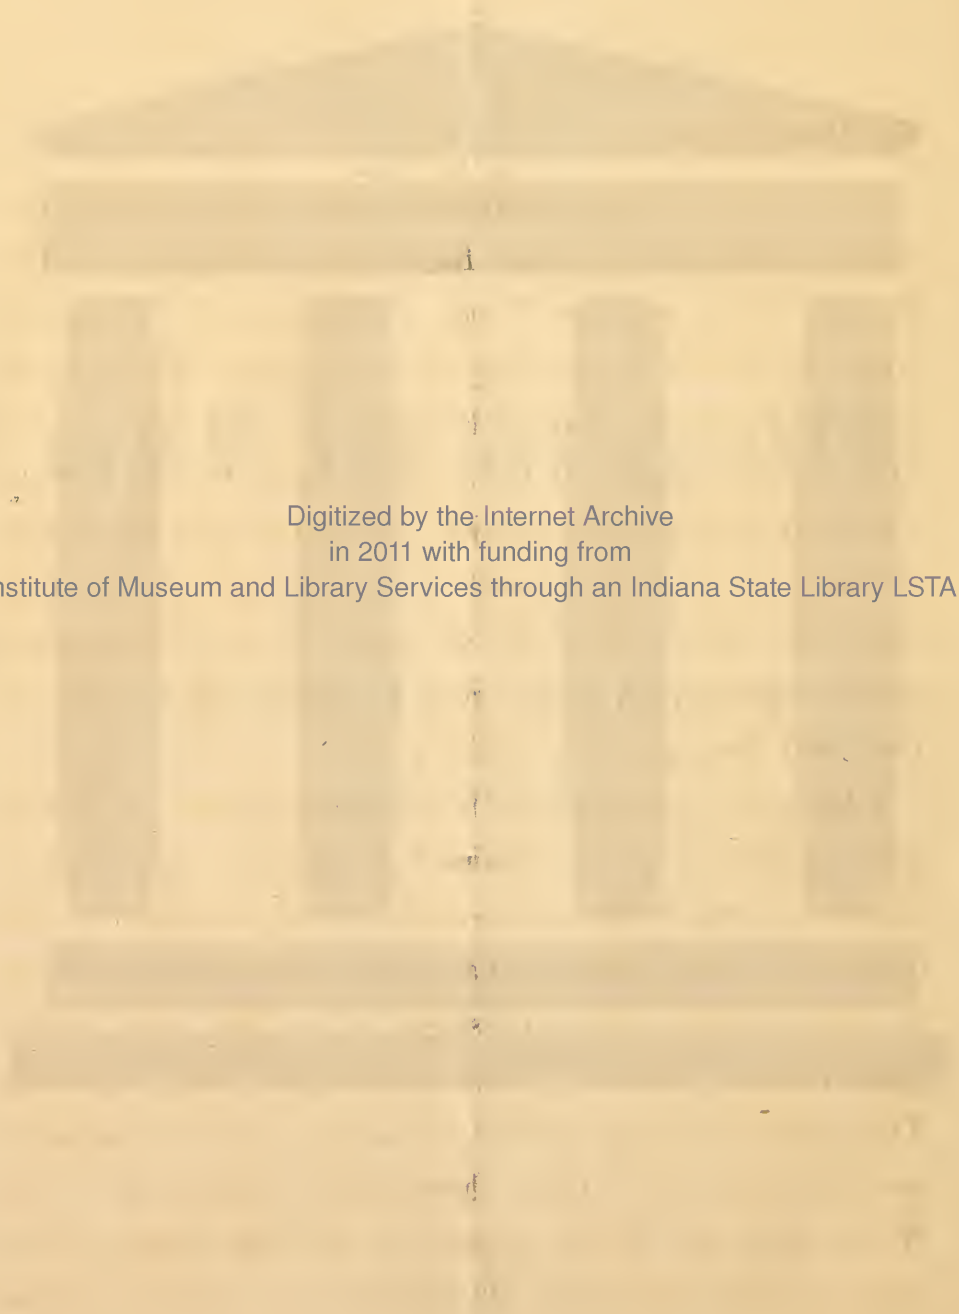 Digitized by the Internet Archive
in 2011 with funding from
nstitute of Museum and Library Services through an Indiana State Library LSTA